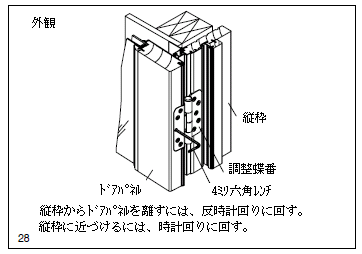 外観
縦枠
調整蝶番
ﾄﾞｱﾊﾟﾈﾙ
4ﾐﾘ六角ﾚﾝﾁ
縦枠からﾄﾞｱﾊﾟﾈﾙを離すには、反時計回りに回す。
縦枠に近づけるには、時計回りに回す。
28